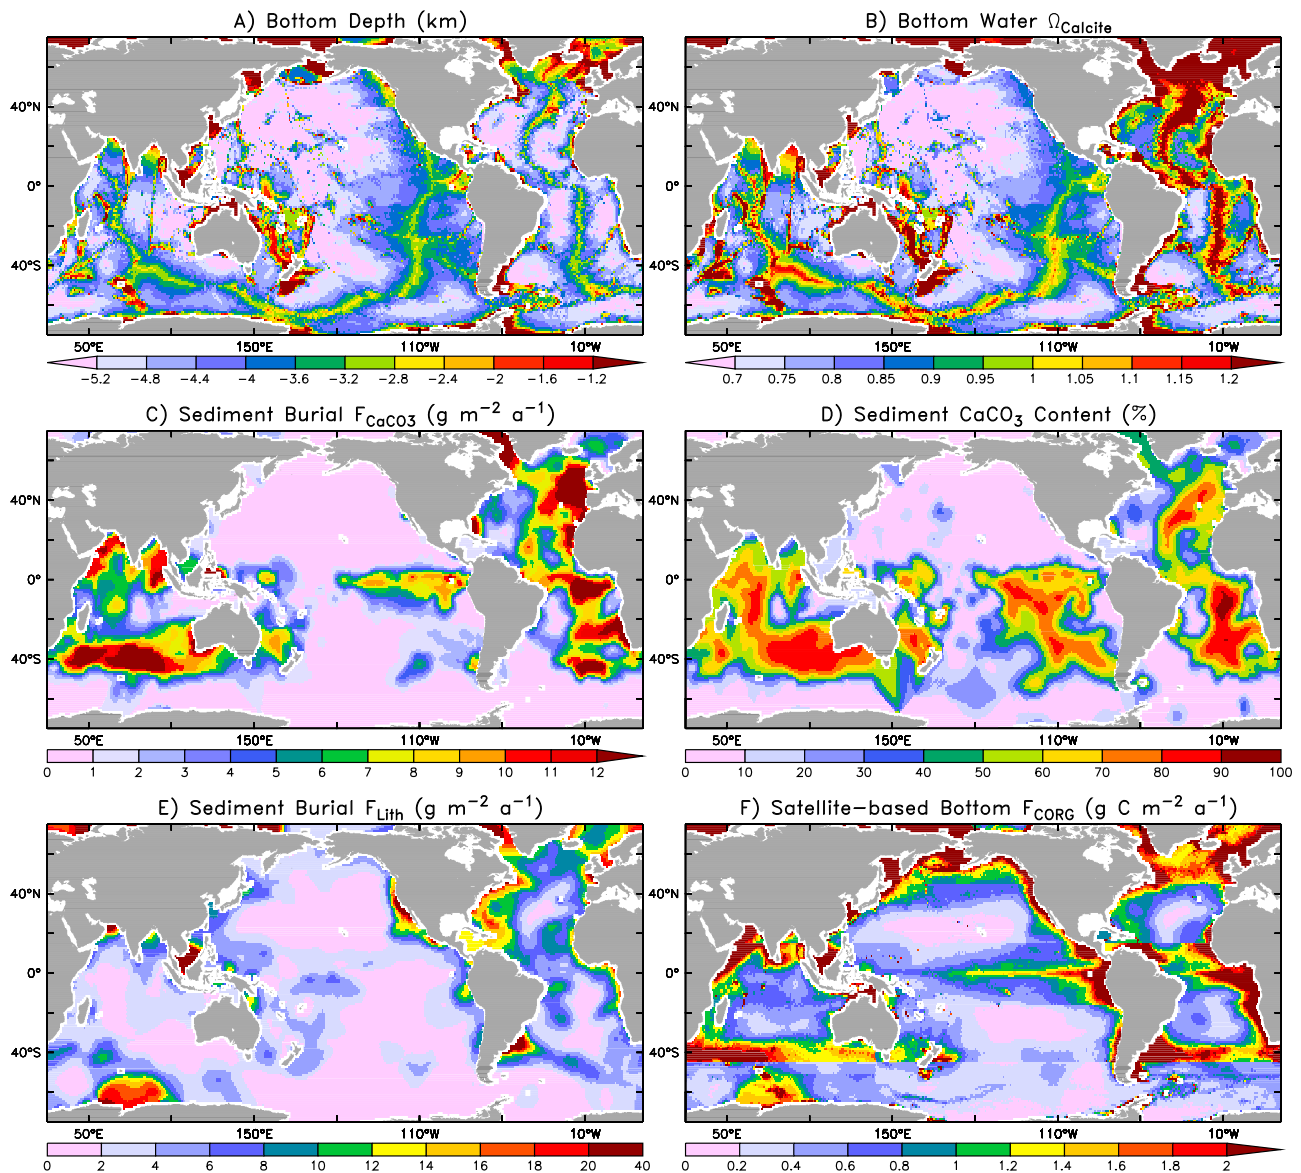 A) Bottom Depth (km)
B) Bottom Water ΩCalcite
40°N
0°
40°S
50°E 150°E 110°W 10°W
50°E 150°E 110°W 10°W
−5.2 −4.8 −4.4 −4 −3.6 −3.2 −2.8 −2.4 −2 −1.6 −1.2
0.7 0.75 0.8 0.85 0.9 0.95 1 1.05 1.1 1.15 1.2
C) Sediment Burial FCaCO3 (g m−2 a−1)
D) Sediment CaCO3 Content (%)
40°N
0°
40°S
50°E 150°E 110°W 10°W
50°E 150°E 110°W 10°W
0 1 2 3 4 5 6 7 8 9 10 11 12
0 10 20 30 40 50 60 70 80 90 100
E) Sediment Burial FLith (g m−2 a−1)
F) Satellite−based Bottom FCORG (g C m−2 a−1)
40°N
0°
40°S
50°E 150°E 110°W 10°W
50°E 150°E 110°W 10°W
0 2 4 6 8 10 12 14 16 18 20 40
0 0.2 0.4 0.6 0.8 1 1.2 1.4 1.6 1.8 2